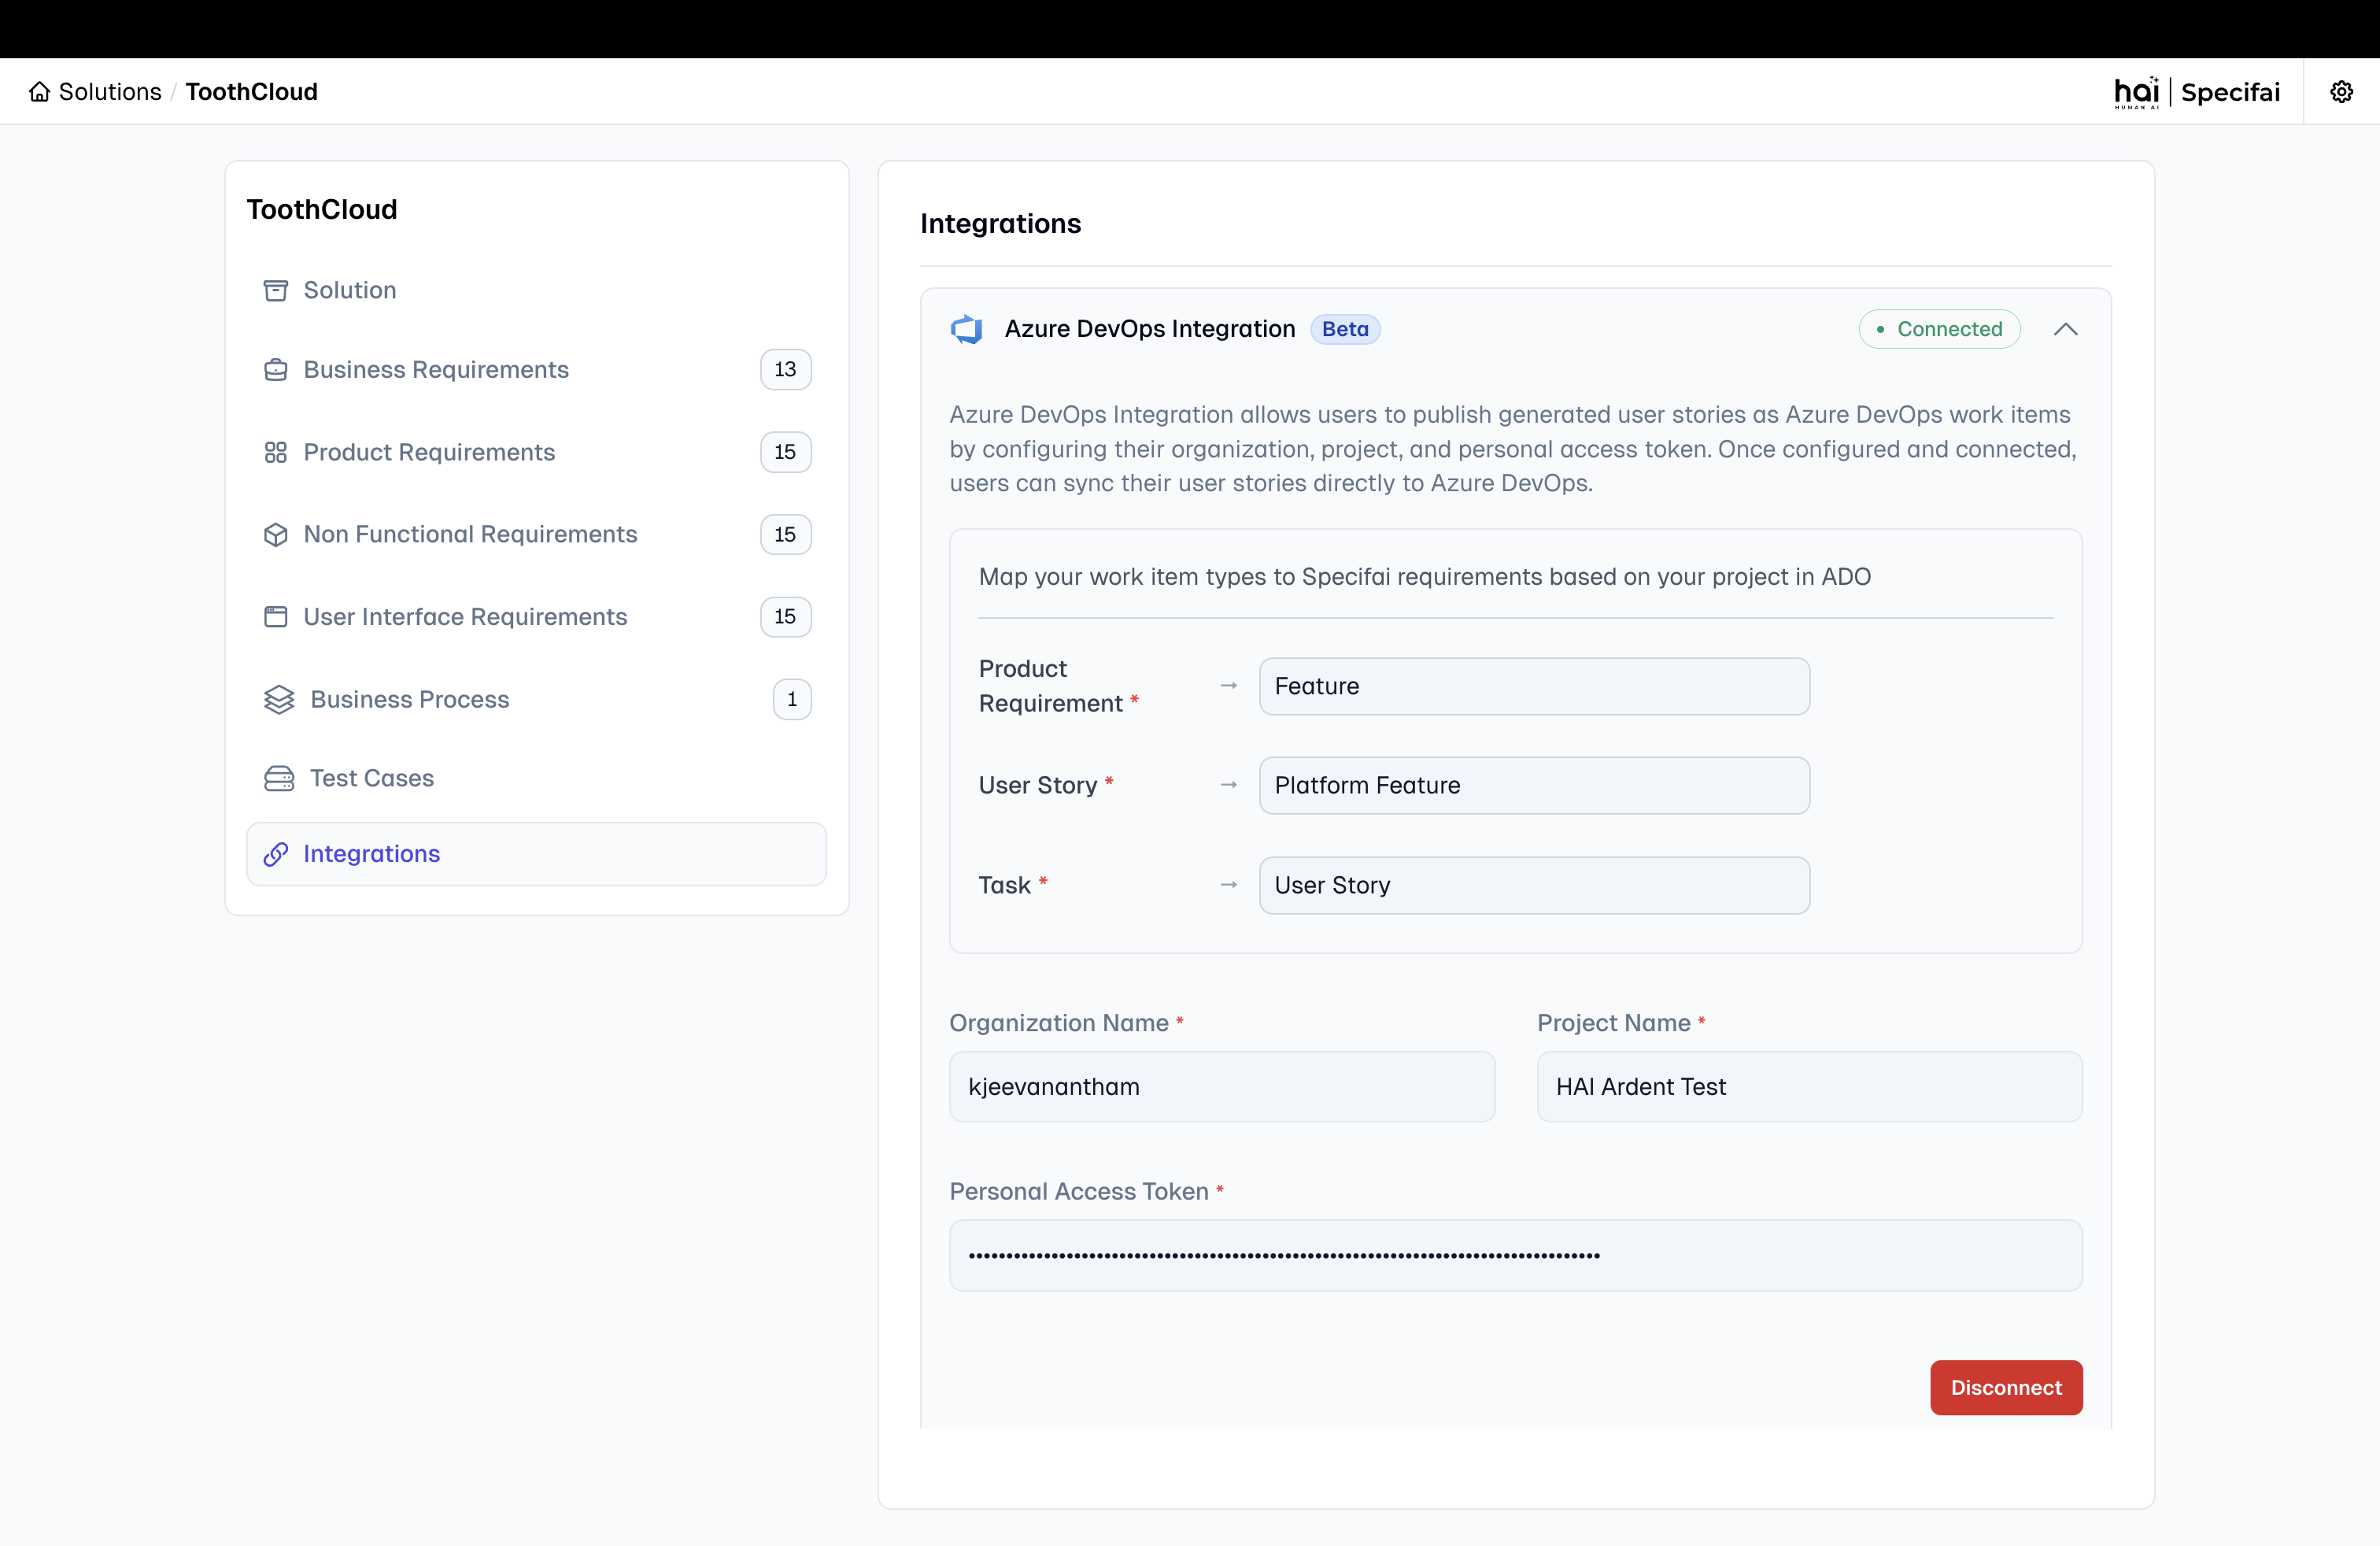 Solutions / ToothCloud
hai | Specifai
HUMAN AI
ToothCloud
Solution
Business Requirements 13
Product Requirements 15
Non Functional Requirements 15
User Interface Requirements 15
Business Process 1
Test Cases
Integrations
Integrations
Azure DevOps Integration Beta
• Connected
Azure DevOps Integration allows users to publish generated user stories as Azure DevOps work items
by configuring their organization, project, and personal access token. Once configured and connected,
users can sync their user stories directly to Azure DevOps.
Map your work item types to Specifai requirements based on your project in ADO
Product
Requirement *
→ Feature
User Story * → Platform Feature
Task * → User Story
Organization Name *
kjeevanantham
Project Name *
HAI Ardent Test
Personal Access Token *
Disconnect